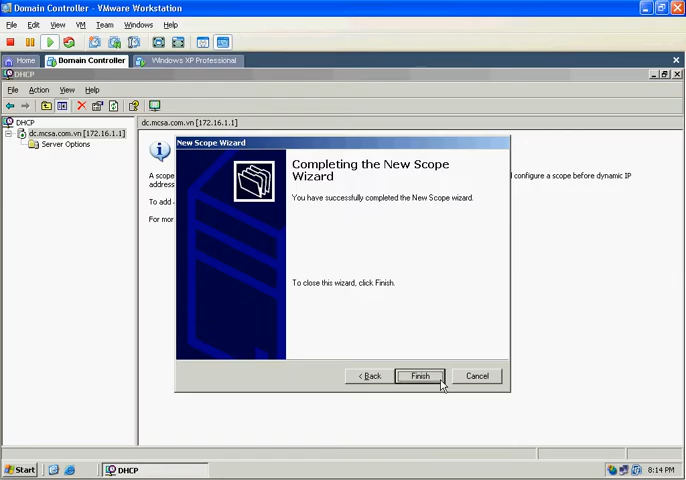 Domain Controller - VMware Workstation
File Edit View VM Team Windows Help
Home Domain Controller Windows XP Professional
DHCP
File Action View Help
DHCP
dc.mcsa.com.vn [172.16.1.1]
Server Options
dc.mcsa.com.vn [172.16.1.1]
A scope
address
To add
For mor
configure a scope before dynamic IP
New Scope Wizard
Completing the New Scope
Wizard
You have successfully completed the New Scope wizard.
To close this wizard, click Finish.
< Back Finish Cancel
Start DHCP 8:14 PM